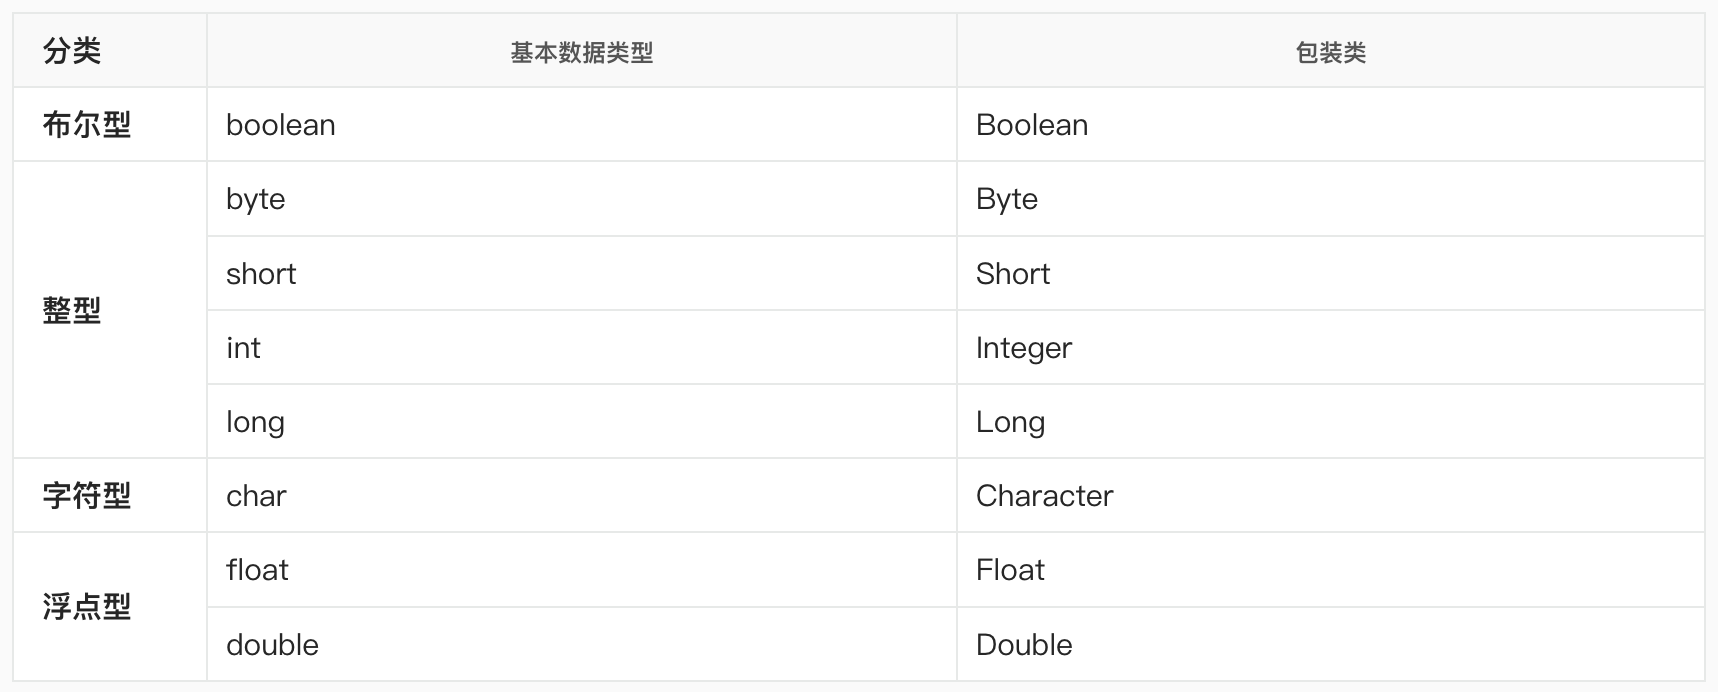 分类 基本数据类型 包装类
布尔型 boolean Boolean
整型 byte Byte
short Short
int Integer
long Long
字符型 char Character
浮点型 float Float
double Double